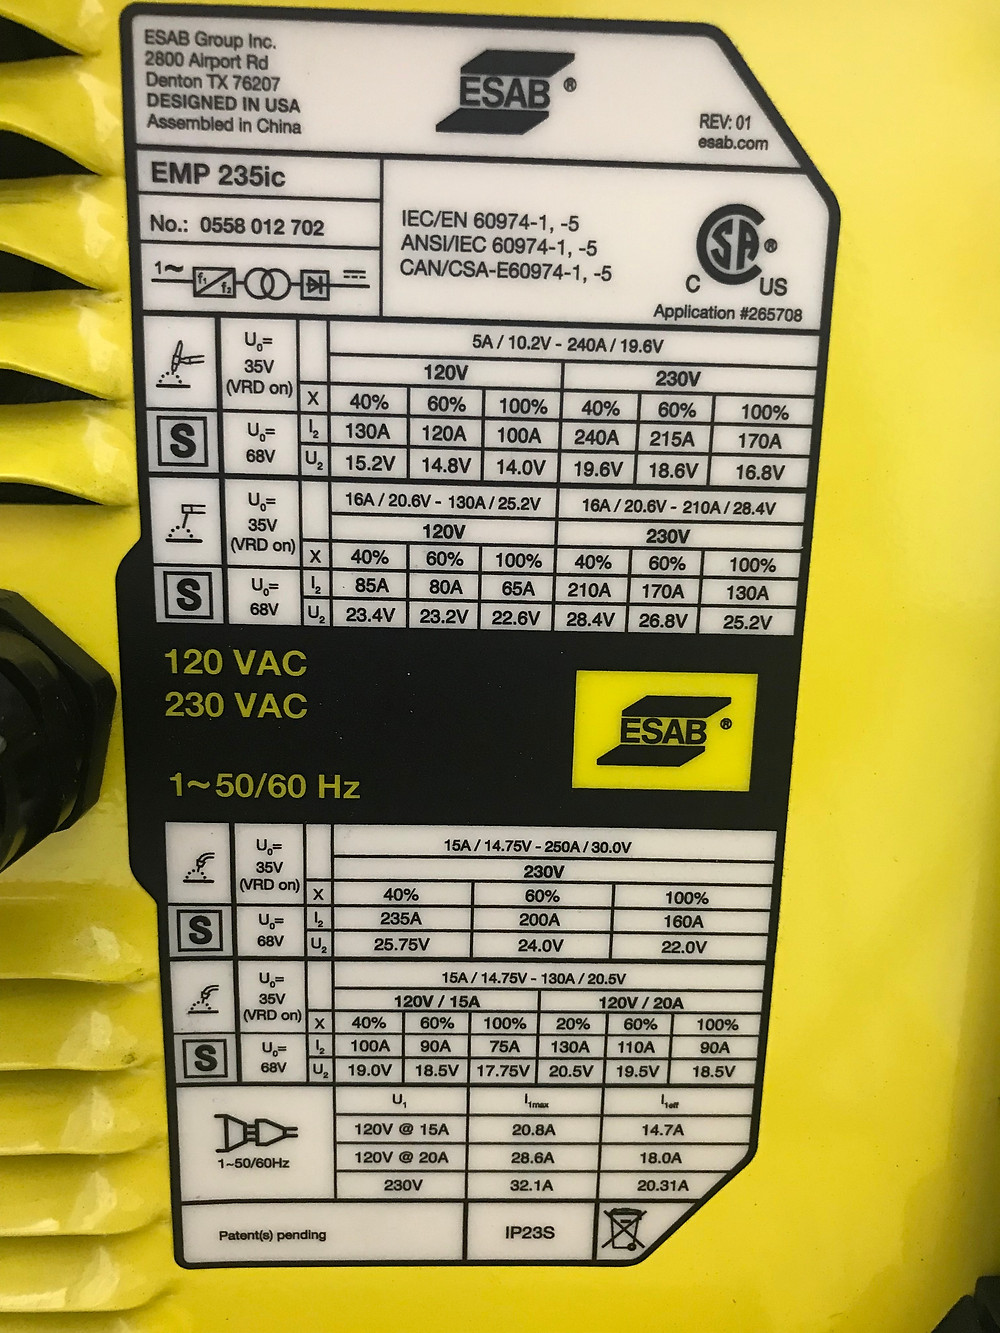 ESAB Group Inc.
2800 Airport Rd
Denton TX 76207
DESIGNED IN USA
Assembled in China
ESAB®
REV: 01
esab.com
EMP 235ic
No.: 0558 012 702
1~ f1 f2
IEC/EN 60974-1, -5
ANSI/IEC 60974-1, -5
CAN/CSA-E60974-1, -5
SA®
C US
Application #265708
U0= 35V (VRD on)
5A / 10.2V - 240A / 19.6V
120V 230V
X 40% 60% 100% 40% 60% 100%
S U0= 68V
I2 130A 120A 100A 240A 215A 170A
U2 15.2V 14.8V 14.0V 19.6V 18.6V 16.8V
U0= 35V (VRD on)
16A / 20.6V - 130A / 25.2V 16A / 20.6V - 210A / 28.4V
120V 230V
X 40% 60% 100% 40% 60% 100%
S U0= 68V
I2 85A 80A 65A 210A 170A 130A
U2 23.4V 23.2V 22.6V 28.4V 26.8V 25.2V
120 VAC
230 VAC
1~50/60 Hz
ESAB®
U0= 35V (VRD on)
15A / 14.75V - 250A / 30.0V
230V
X 40% 60% 100%
S U0= 68V
I2 235A 200A 160A
U2 25.75V 24.0V 22.0V
U0= 35V (VRD on)
15A / 14.75V - 130A / 20.5V
120V / 15A 120V / 20A
X 40% 60% 100% 20% 60% 100%
S U0= 68V
I2 100A 90A 75A 130A 110A 90A
U2 19.0V 18.5V 17.75V 20.5V 19.5V 18.5V
1~50/60Hz
U1 I1max I1eff
120V @ 15A 20.8A 14.7A
120V @ 20A 28.6A 18.0A
230V 32.1A 20.31A
Patent(s) pending
IP23S